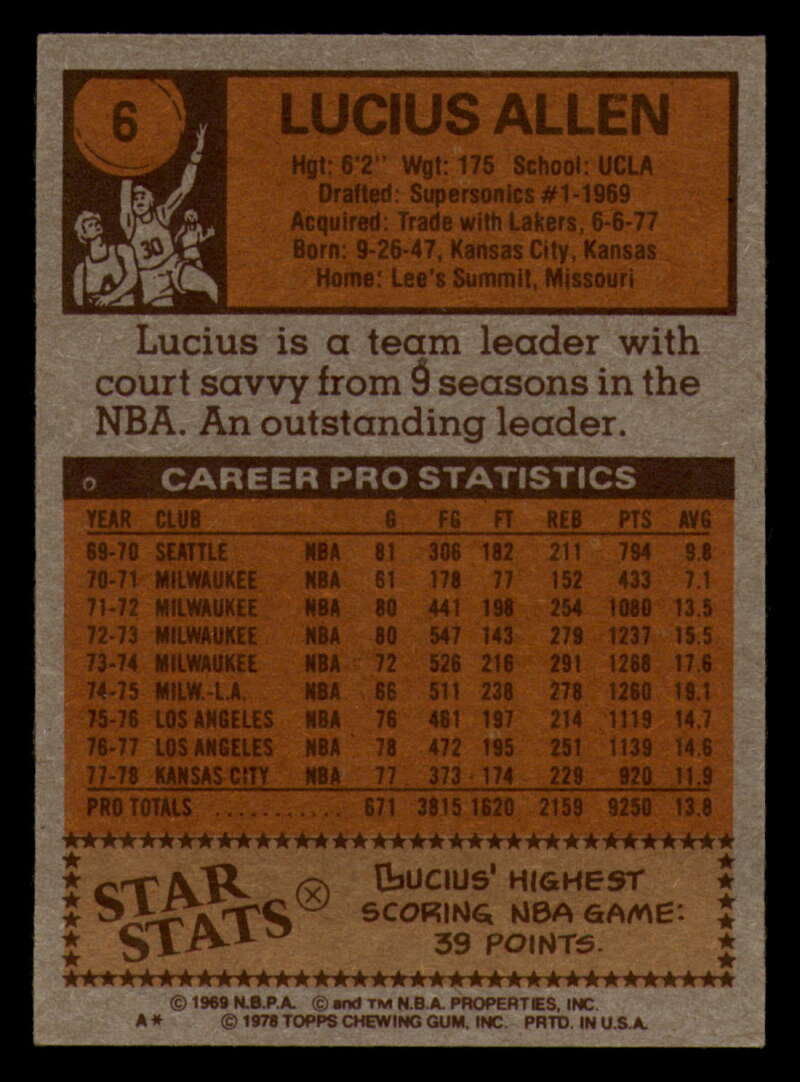 6
30
LUCIUS ALLEN
Hgt: 6'2" Wgt: 175 School: UCLA
Drafted: Supersonics #1-1969
Acquired: Trade with Lakers, 6-6-77
Born: 9-26-47, Kansas City, Kansas
Home: Lee's Summit, Missouri
Lucius is a team leader with
court savvy from 9 seasons in the
NBA. An outstanding leader.
CAREER PRO STATISTICS
YEAR CLUB G FG FT REB PTS AVG
69-70 SEATTLE NBA 81 306 182 211 794 9.8
70-71 MILWAUKEE NBA 61 178 77 152 433 7.1
71-72 MILWAUKEE NBA 80 441 198 254 1080 13.5
72-73 MILWAUKEE NBA 80 547 143 279 1237 15.5
73-74 MILWAUKEE NBA 72 526 216 291 1268 17.6
74-75 MILW.-L.A. NBA 66 511 238 278 1260 19.1
75-76 LOS ANGELES NBA 76 461 197 214 1119 14.7
76-77 LOS ANGELES NBA 78 472 195 251 1139 14.6
77-78 KANSAS CITY NBA 77 373 174 229 920 11.9
PRO TOTALS ............ 671 3815 1620 2159 9250 13.8
STAR
STATS
LUCIUS' HIGHEST
SCORING NBA GAME:
39 POINTS.
© 1969 N.B.P.A. © and TM N.B.A. PROPERTIES, INC.
A* © 1978 TOPPS CHEWING GUM, INC. PRTD. IN U.S.A.